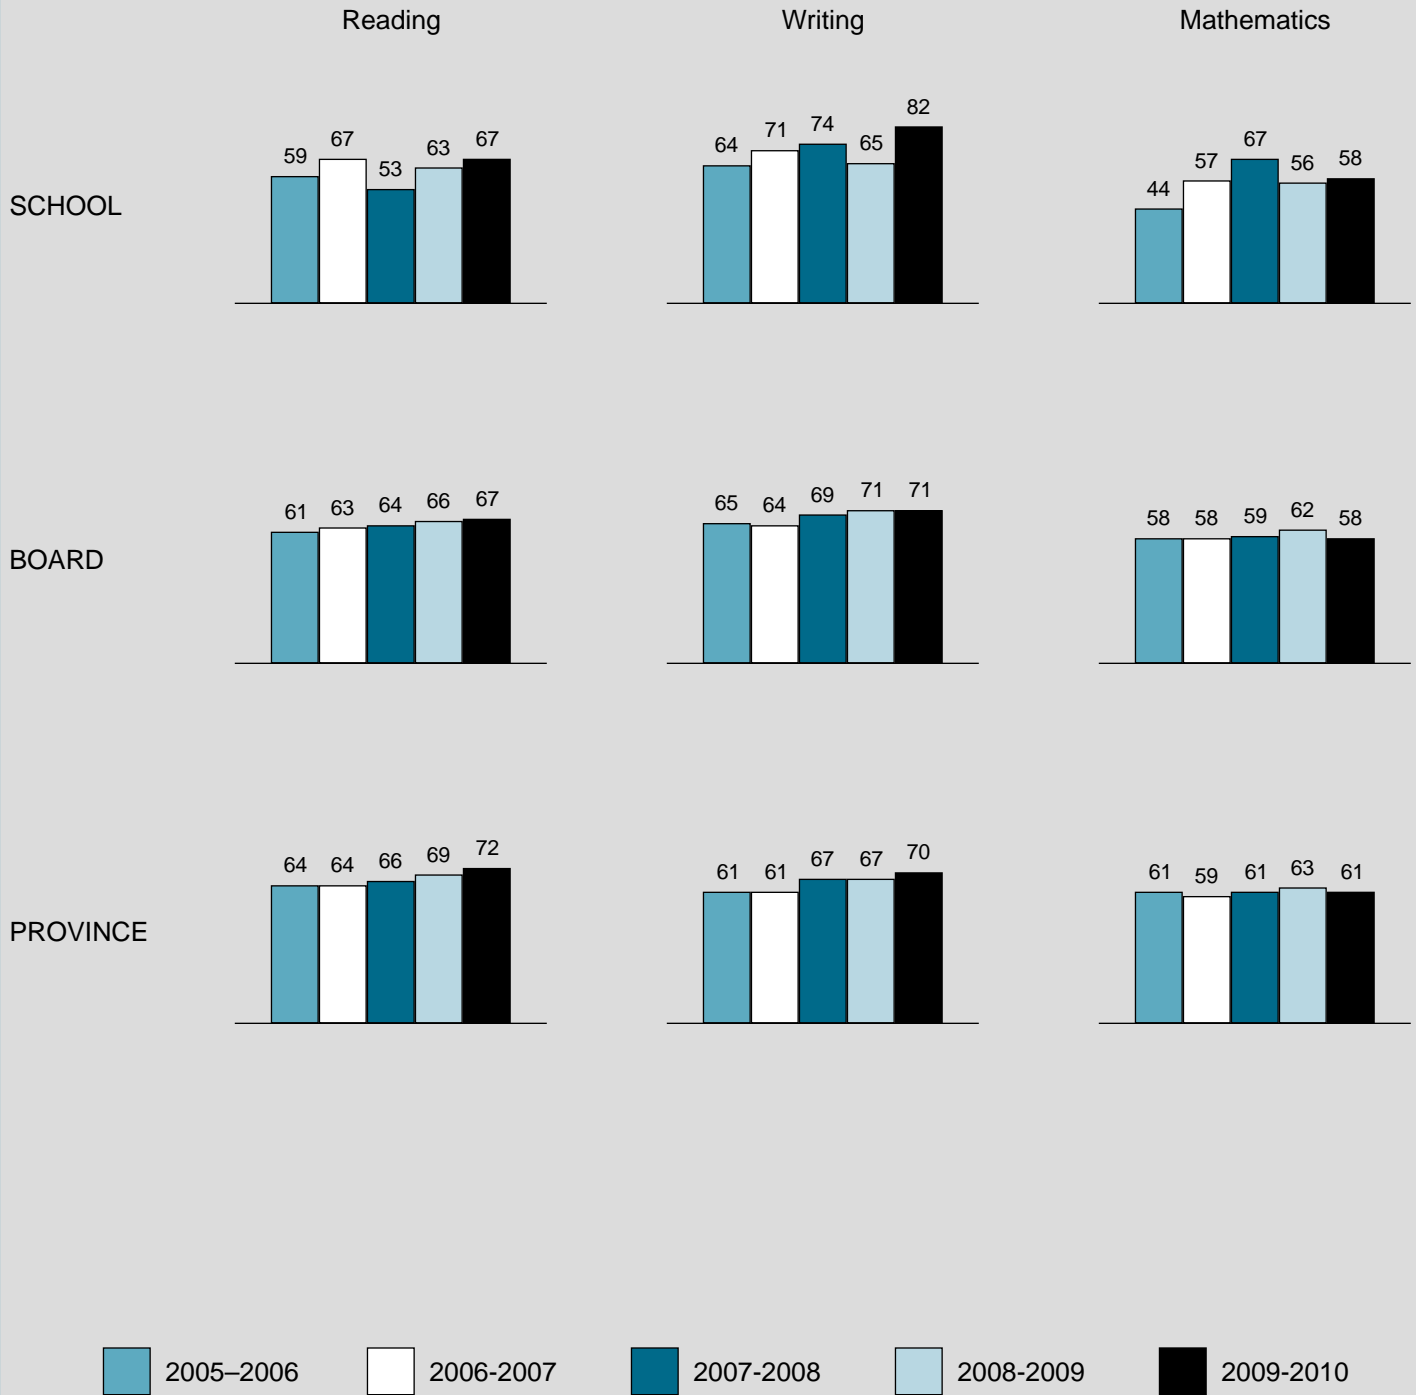 Reading Writing Mathematics
SCHOOL
59 67 53 63 67
64 71 74 65 82
44 57 67 56 58
BOARD
61 63 64 66 67
65 64 69 71 71
58 58 59 62 58
PROVINCE
64 64 66 69 72
61 61 67 67 70
61 59 61 63 61
2005–2006 2006-2007 2007-2008 2008-2009 2009-2010